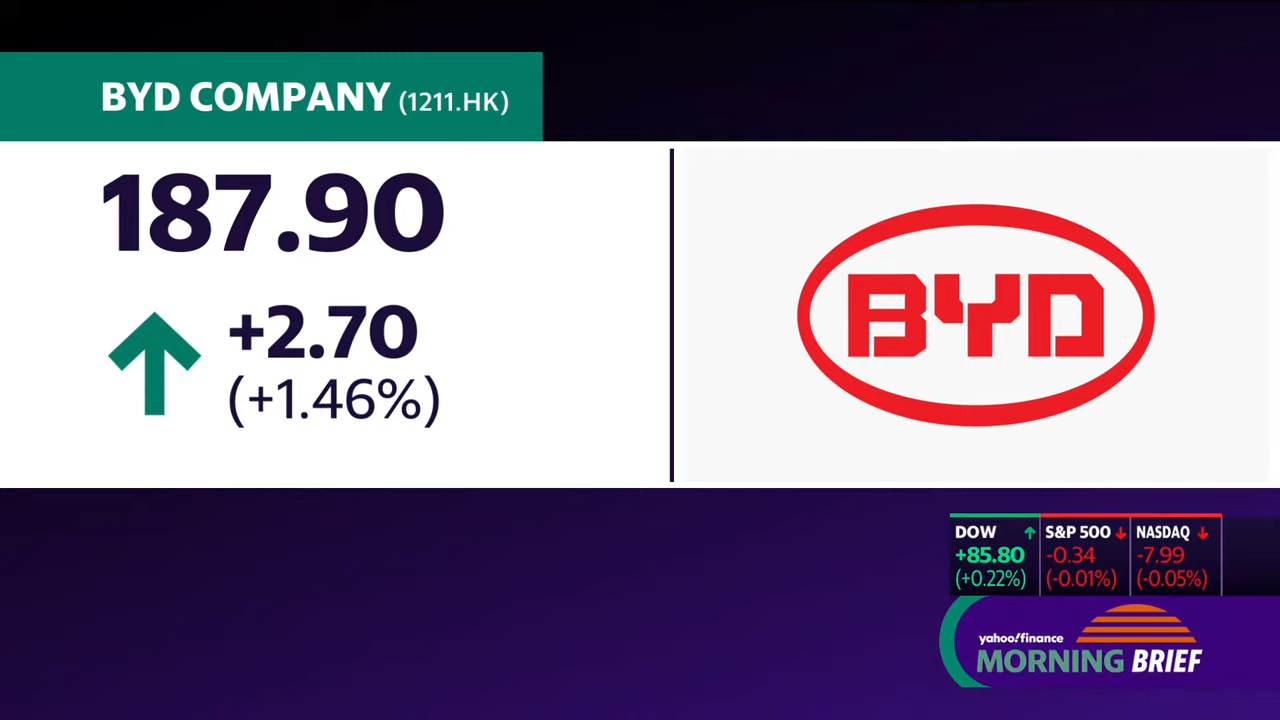 BYD COMPANY (1211.HK)
187.90
+2.70
(+1.46%)
BYD
DOW S&P 500 NASDAQ
+85.80 -0.34 -7.99
(+0.22%) (-0.01%) (-0.05%)
yahoo!finance
MORNING BRIEF